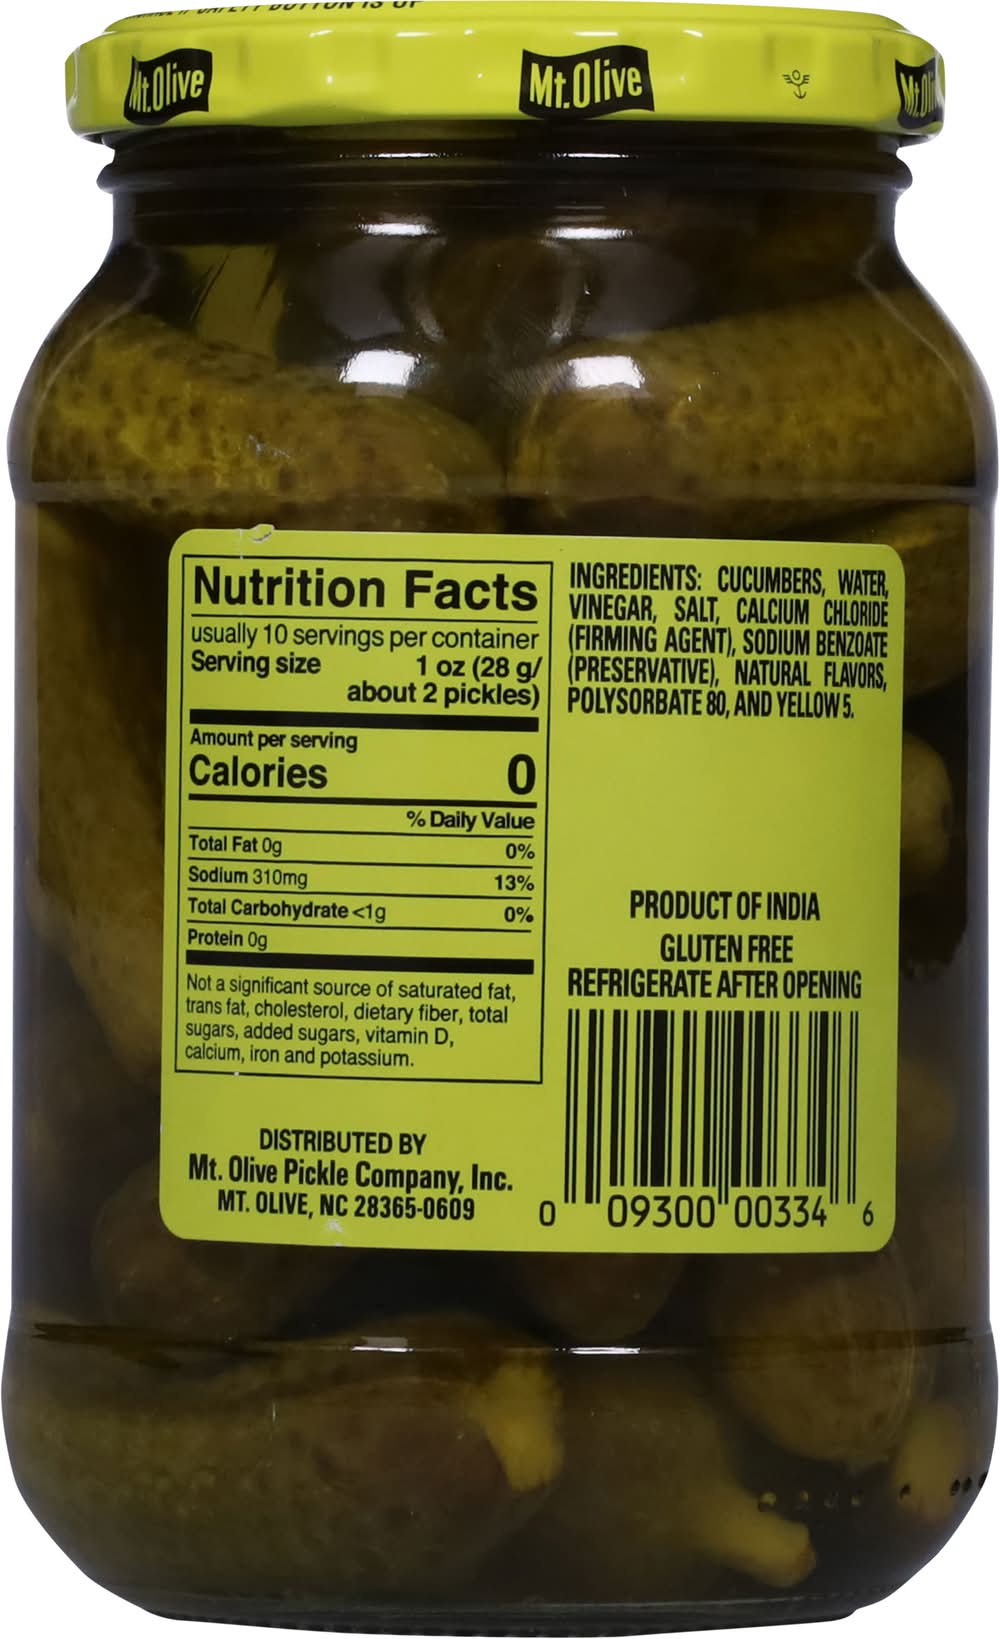 Mt.Olive
Mt.Olive
Nutrition Facts
usually 10 servings per container
Serving size 1 oz (28 g/
about 2 pickles)
Amount per serving
Calories 0
% Daily Value
Total Fat 0g 0%
Sodium 310mg 13%
Total Carbohydrate <1g 0%
Protein 0g
Not a significant source of saturated fat,
trans fat, cholesterol, dietary fiber, total
sugars, added sugars, vitamin D,
calcium, iron and potassium.
DISTRIBUTED BY
Mt. Olive Pickle Company, Inc.
MT. OLIVE, NC 28365-0609
INGREDIENTS: CUCUMBERS, WATER,
VINEGAR, SALT, CALCIUM CHLORIDE
(FIRMING AGENT), SODIUM BENZOATE
(PRESERVATIVE), NATURAL FLAVORS,
POLYSORBATE 80, AND YELLOW 5.
PRODUCT OF INDIA
GLUTEN FREE
REFRIGERATE AFTER OPENING
0 09300 00334 6